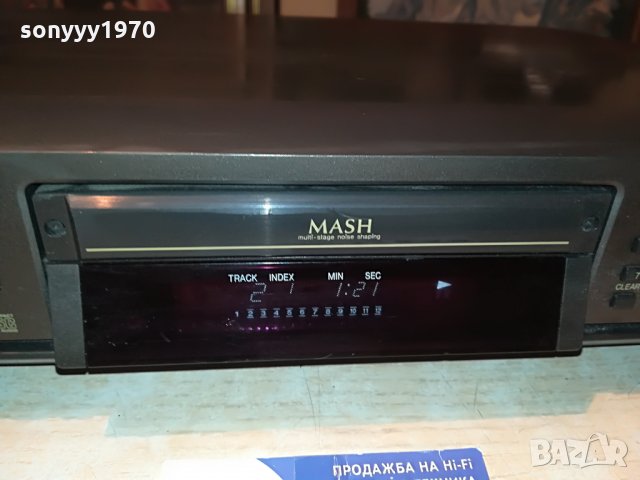 sonyyy1970
MASH
multi-stage noise shaping
TRACK INDEX MIN SEC
2 1 1:21
1 2 3 4 5 6 7 8 9 10 11 12
CLEAR
ПРОДАЖБА НА Hi-Fi
BAZAR